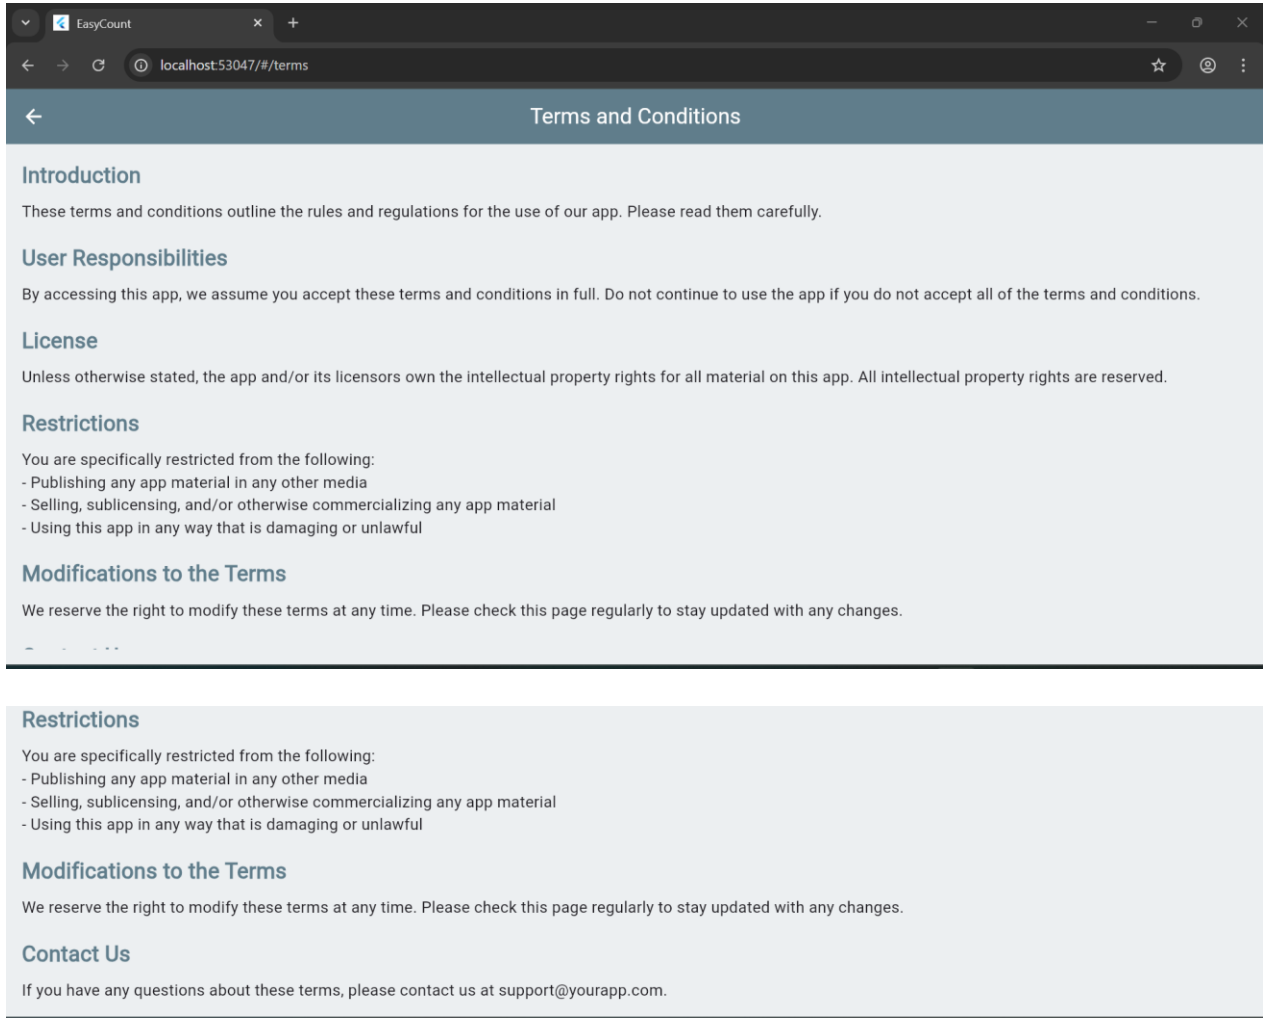 EasyCount
localhost:53047/#/terms
Terms and Conditions
Introduction
These terms and conditions outline the rules and regulations for the use of our app. Please read them carefully.
User Responsibilities
By accessing this app, we assume you accept these terms and conditions in full. Do not continue to use the app if you do not accept all of the terms and conditions.
License
Unless otherwise stated, the app and/or its licensors own the intellectual property rights for all material on this app. All intellectual property rights are reserved.
Restrictions
You are specifically restricted from the following:
- Publishing any app material in any other media
- Selling, sublicensing, and/or otherwise commercializing any app material
- Using this app in any way that is damaging or unlawful
Modifications to the Terms
We reserve the right to modify these terms at any time. Please check this page regularly to stay updated with any changes.
Restrictions
You are specifically restricted from the following:
- Publishing any app material in any other media
- Selling, sublicensing, and/or otherwise commercializing any app material
- Using this app in any way that is damaging or unlawful
Modifications to the Terms
We reserve the right to modify these terms at any time. Please check this page regularly to stay updated with any changes.
Contact Us
If you have any questions about these terms, please contact us at support@yourapp.com.